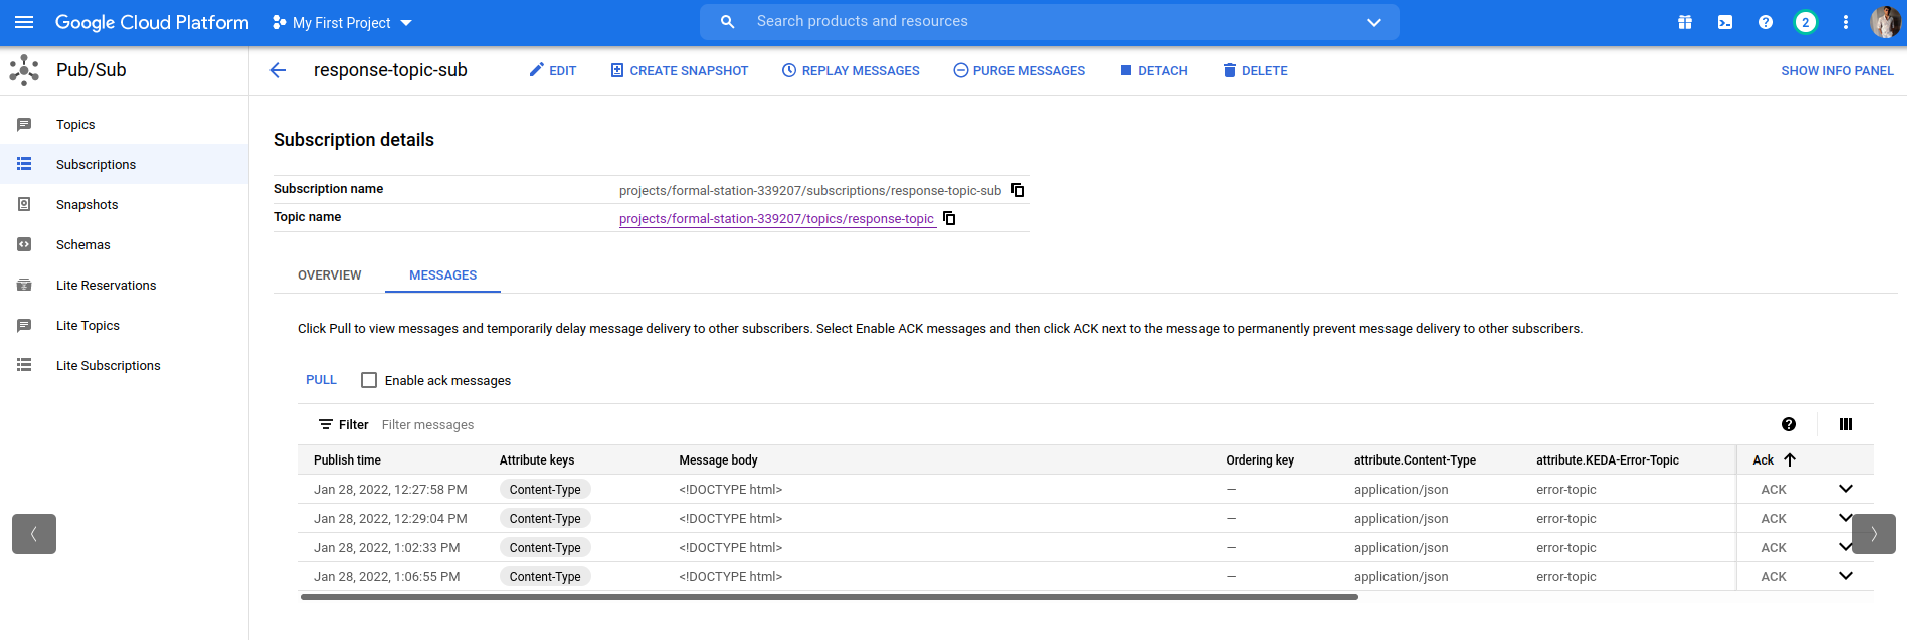 Google Cloud Platform My First Project Search products and resources 2
Pub/Sub response-topic-sub EDIT CREATE SNAPSHOT REPLAY MESSAGES PURGE MESSAGES DETACH DELETE SHOW INFO PANEL
Topics
Subscriptions
Snapshots
Schemas
Lite Reservations
Lite Topics
Lite Subscriptions
Subscription details
Subscription name projects/formal-station-339207/subscriptions/response-topic-sub
Topic name projects/formal-station-339207/topics/response-topic
OVERVIEW MESSAGES
Click Pull to view messages and temporarily delay message delivery to other subscribers. Select Enable ACK messages and then click ACK next to the message to permanently prevent message delivery to other subscribers.
PULL Enable ack messages
Filter Filter messages
Publish time Attribute keys Message body Ordering key attribute.Content-Type attribute.KEDA-Error-Topic Ack
Jan 28, 2022, 12:27:58 PM Content-Type <!DOCTYPE html> — application/json error-topic ACK
Jan 28, 2022, 12:29:04 PM Content-Type <!DOCTYPE html> — application/json error-topic ACK
Jan 28, 2022, 1:02:33 PM Content-Type <!DOCTYPE html> — application/json error-topic ACK
Jan 28, 2022, 1:06:55 PM Content-Type <!DOCTYPE html> — application/json error-topic ACK